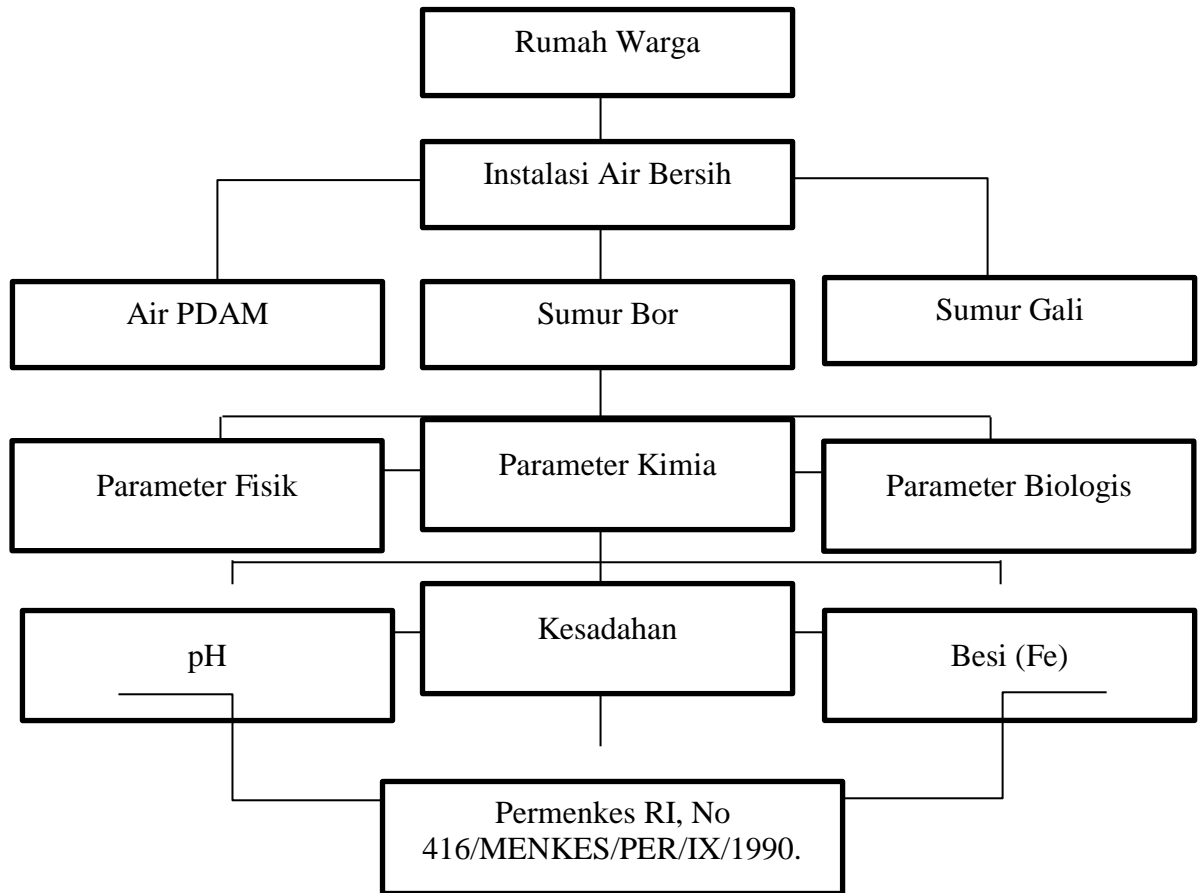 Rumah Warga
Instalasi Air Bersih
Air PDAM
Sumur Bor
Sumur Gali
Parameter Fisik
Parameter Kimia
Parameter Biologis
pH
Kesadahan
Besi (Fe)
Permenkes RI, No
416/MENKES/PER/IX/1990.